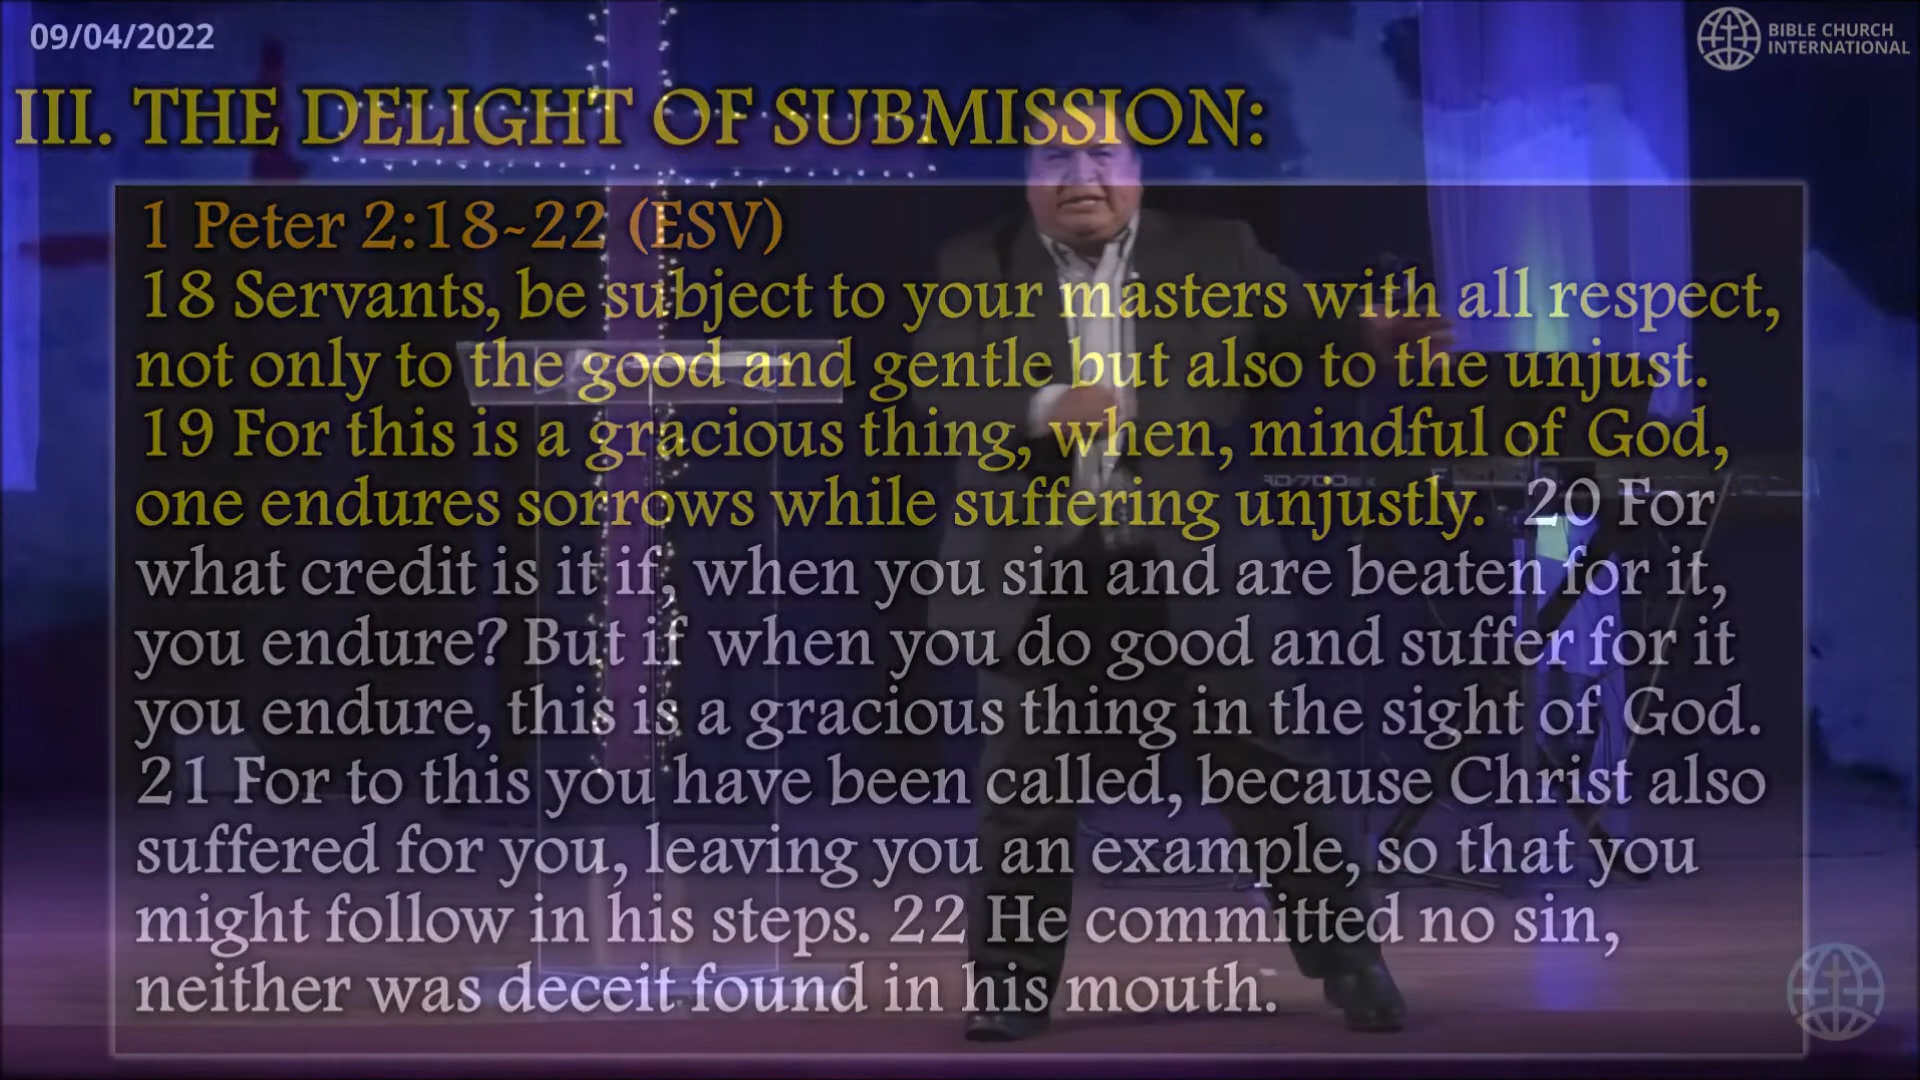 09/04/2022
BIBLE CHURCH
INTERNATIONAL
III. THE DELIGHT OF SUBMISSION:
1 Peter 2:18-22 (ESV)
18 Servants, be subject to your masters with all respect,
not only to the good and gentle but also to the unjust.
19 For this is a gracious thing, when, mindful of God,
one endures sorrows while suffering unjustly. 20 For
what credit is it if, when you sin and are beaten for it,
you endure? But if when you do good and suffer for it
you endure, this is a gracious thing in the sight of God.
21 For to this you have been called, because Christ also
suffered for you, leaving you an example, so that you
might follow in his steps. 22 He committed no sin,
neither was deceit found in his mouth.